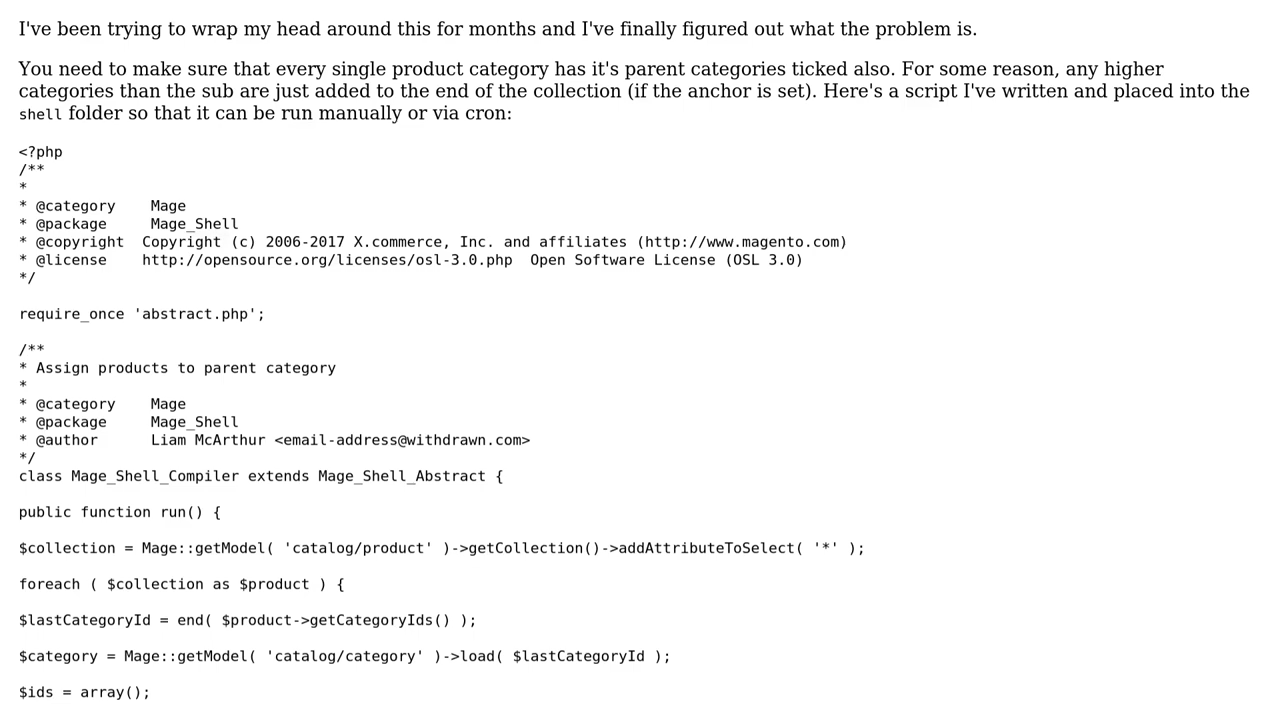 I've been trying to wrap my head around this for months and I've finally figured out what the problem is.
You need to make sure that every single product category has it's parent categories ticked also. For some reason, any higher
categories than the sub are just added to the end of the collection (if the anchor is set). Here's a script I've written and placed into the
shell folder so that it can be run manually or via cron:
<?php
/**
*
* @category    Mage
* @package     Mage_Shell
* @copyright  Copyright (c) 2006-2017 X.commerce, Inc. and affiliates (http://www.magento.com)
* @license    http://opensource.org/licenses/osl-3.0.php  Open Software License (OSL 3.0)
*/
require_once 'abstract.php';
/**
* Assign products to parent category
*
* @category    Mage
* @package     Mage_Shell
* @author      Liam McArthur <email-address@withdrawn.com>
*/
class Mage_Shell_Compiler extends Mage_Shell_Abstract {
public function run() {
$collection = Mage::getModel( 'catalog/product' )->getCollection()->addAttributeToSelect( '*' );
foreach ( $collection as $product ) {
$lastCategoryId = end( $product->getCategoryIds() );
$category = Mage::getModel( 'catalog/category' )->load( $lastCategoryId );
$ids = array();